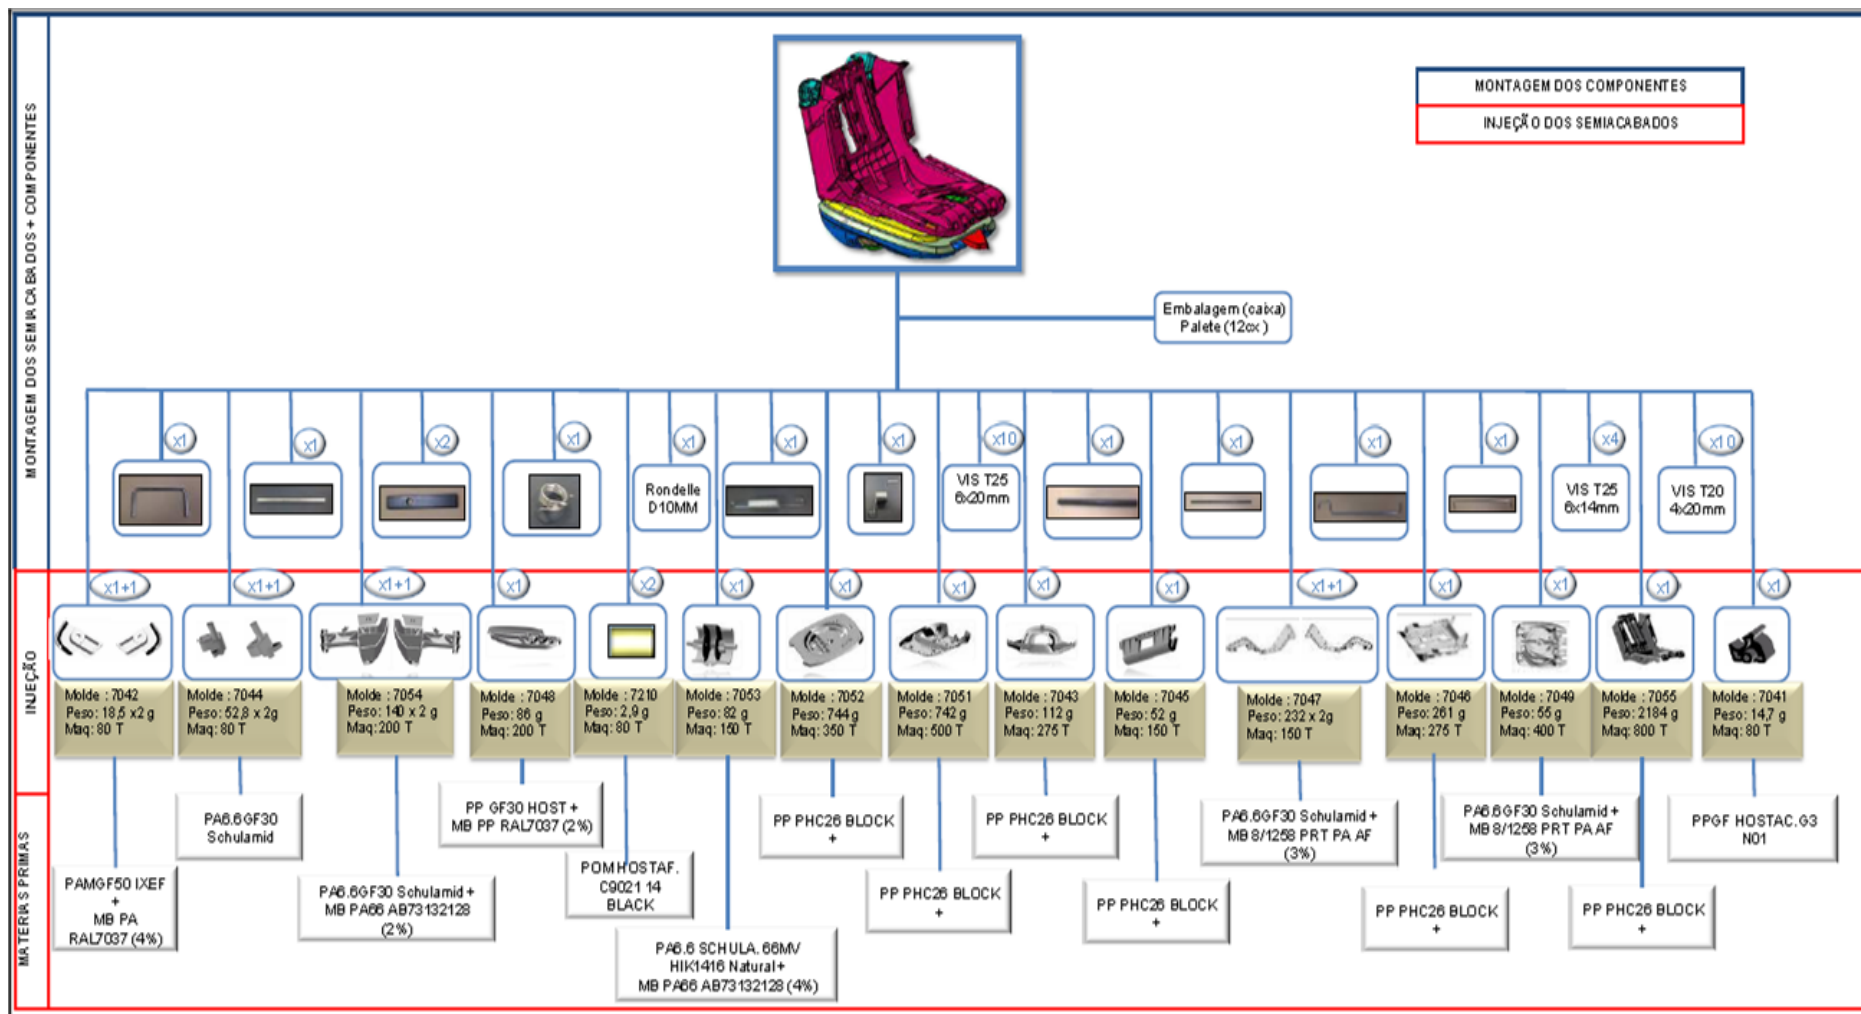 MONTAGEM DOS SEMIACABADOS + COMPONENTES
MONTAGEM DOS COMPONENTES
INJEÇÃO DOS SEMIACABADOS
Embalagem (caixa)
Palete (12cx )
x1
x1
x2
x1
x1
x1
x1
x10
x1
x1
x1
x1
x4
x10
Rondelle
D10MM
VIS T25
6x20mm
VIS T25
6x14mm
VIS T20
4x20mm
INJEÇÃO
x1+1
x1+1
x1+1
x1
x2
x1
x1
x1
x1
x1
x1+1
x1
x1
x1
x1
Molde : 7042
Peso: 18,5 x2 g
Maq: 80 T
Molde : 7044
Peso: 52,8 x 2g
Maq: 80 T
Molde : 7054
Peso: 140 x 2 g
Maq: 200 T
Molde : 7048
Peso: 86 g
Maq: 200 T
Molde : 7210
Peso: 2,9 g
Maq: 80 T
Molde : 7053
Peso: 82 g
Maq: 150 T
Molde : 7052
Peso: 744 g
Maq: 350 T
Molde : 7051
Peso: 742 g
Maq: 500 T
Molde : 7043
Peso: 112 g
Maq: 275 T
Molde : 7045
Peso: 52 g
Maq: 150 T
Molde : 7047
Peso: 232 x 2g
Maq: 150 T
Molde : 7046
Peso: 261 g
Maq: 275 T
Molde : 7049
Peso: 55 g
Maq: 400 T
Molde : 7055
Peso: 2184 g
Maq: 800 T
Molde : 7041
Peso: 14,7 g
Maq: 80 T
MATERIAS PRIMAS
PAMGF50 IXEF
+
MB PA
RAL7037 (4%)
PA6.6GF30
Schulamid
PA6.6GF30 Schulamid +
MB PA66 AB73132128
(2%)
PP GF30 HOST +
MB PP RAL7037 (2%)
POM HOSTAF.
C9021 14
BLACK
PA6.6 SCHULA. 66MV
HIK1416 Natural +
MB PA66 AB73132128 (4%)
PP PHC26 BLOCK
+
PP PHC26 BLOCK
+
PP PHC26 BLOCK
+
PP PHC26 BLOCK
+
PA6.6GF30 Schulamid +
MB 8/1258 PRT PA AF
(3%)
PP PHC26 BLOCK
+
PA6.6GF30 Schulamid +
MB 8/1258 PRT PA AF
(3%)
PP PHC26 BLOCK
+
PPGF HOSTAC.G3
N01